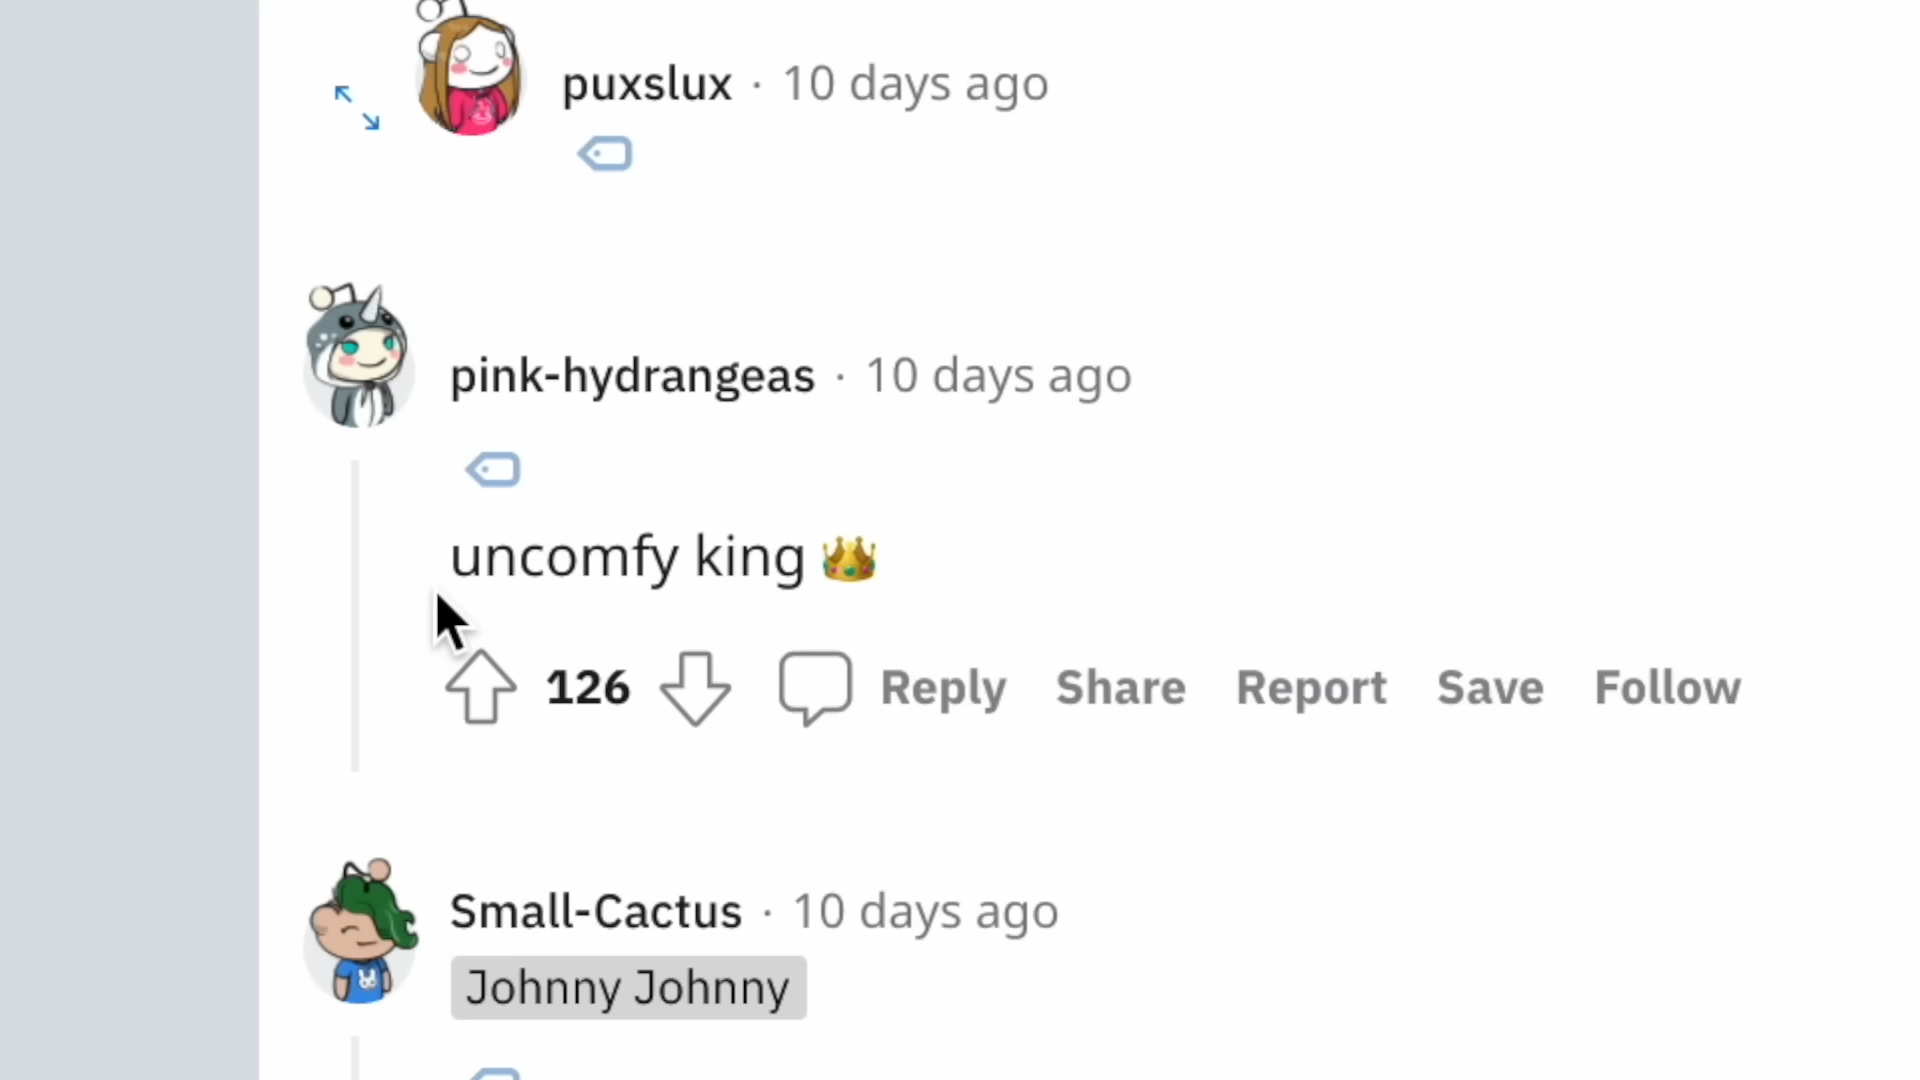 puxslux · 10 days ago
pink-hydrangeas · 10 days ago
uncomfy king 👑
126 Reply Share Report Save Follow
Small-Cactus · 10 days ago
Johnny Johnny